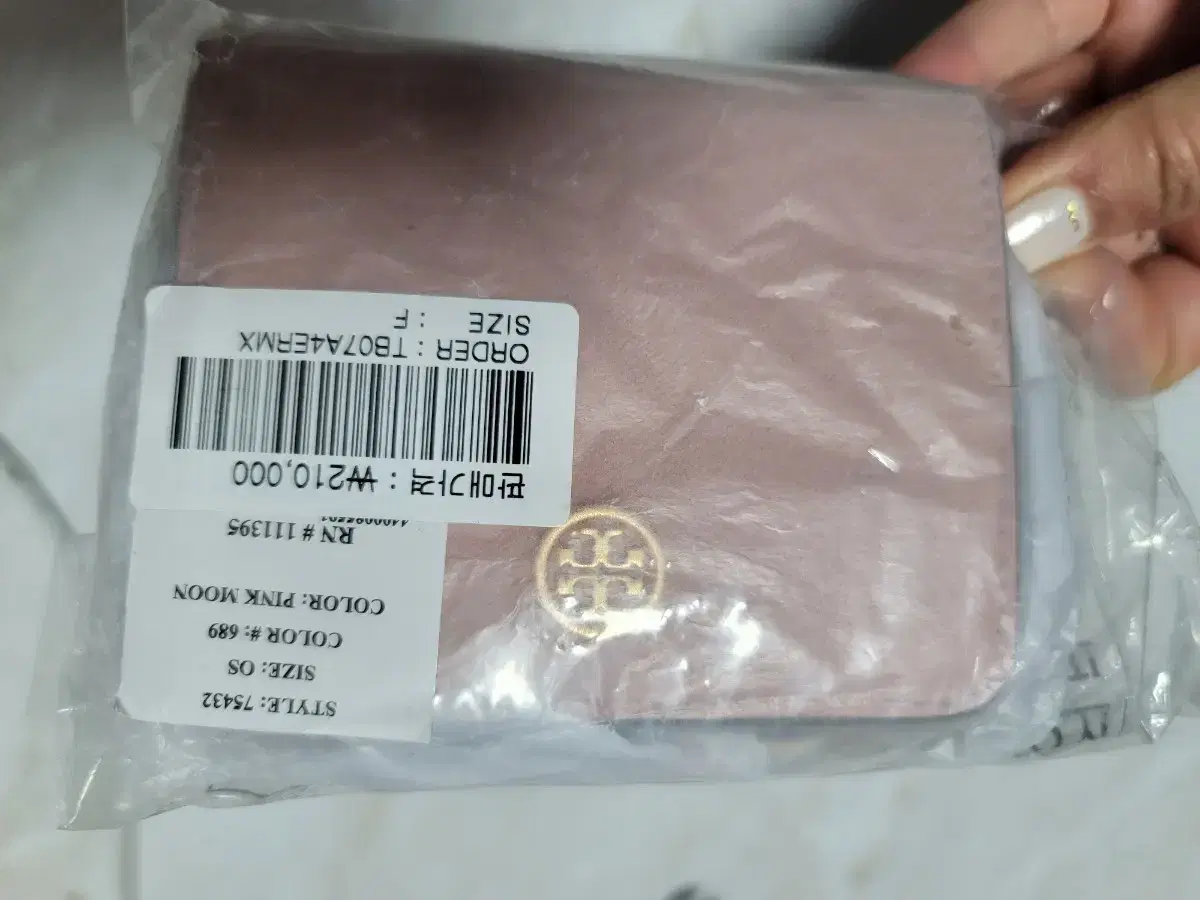 STYLE: 75432
SIZE: OS
COLOR #: 689
COLOR: PINK MOON
RN # 111395
판매가격 : ₩210,000
ORDER : TB07A4ERMX
SIZE : F